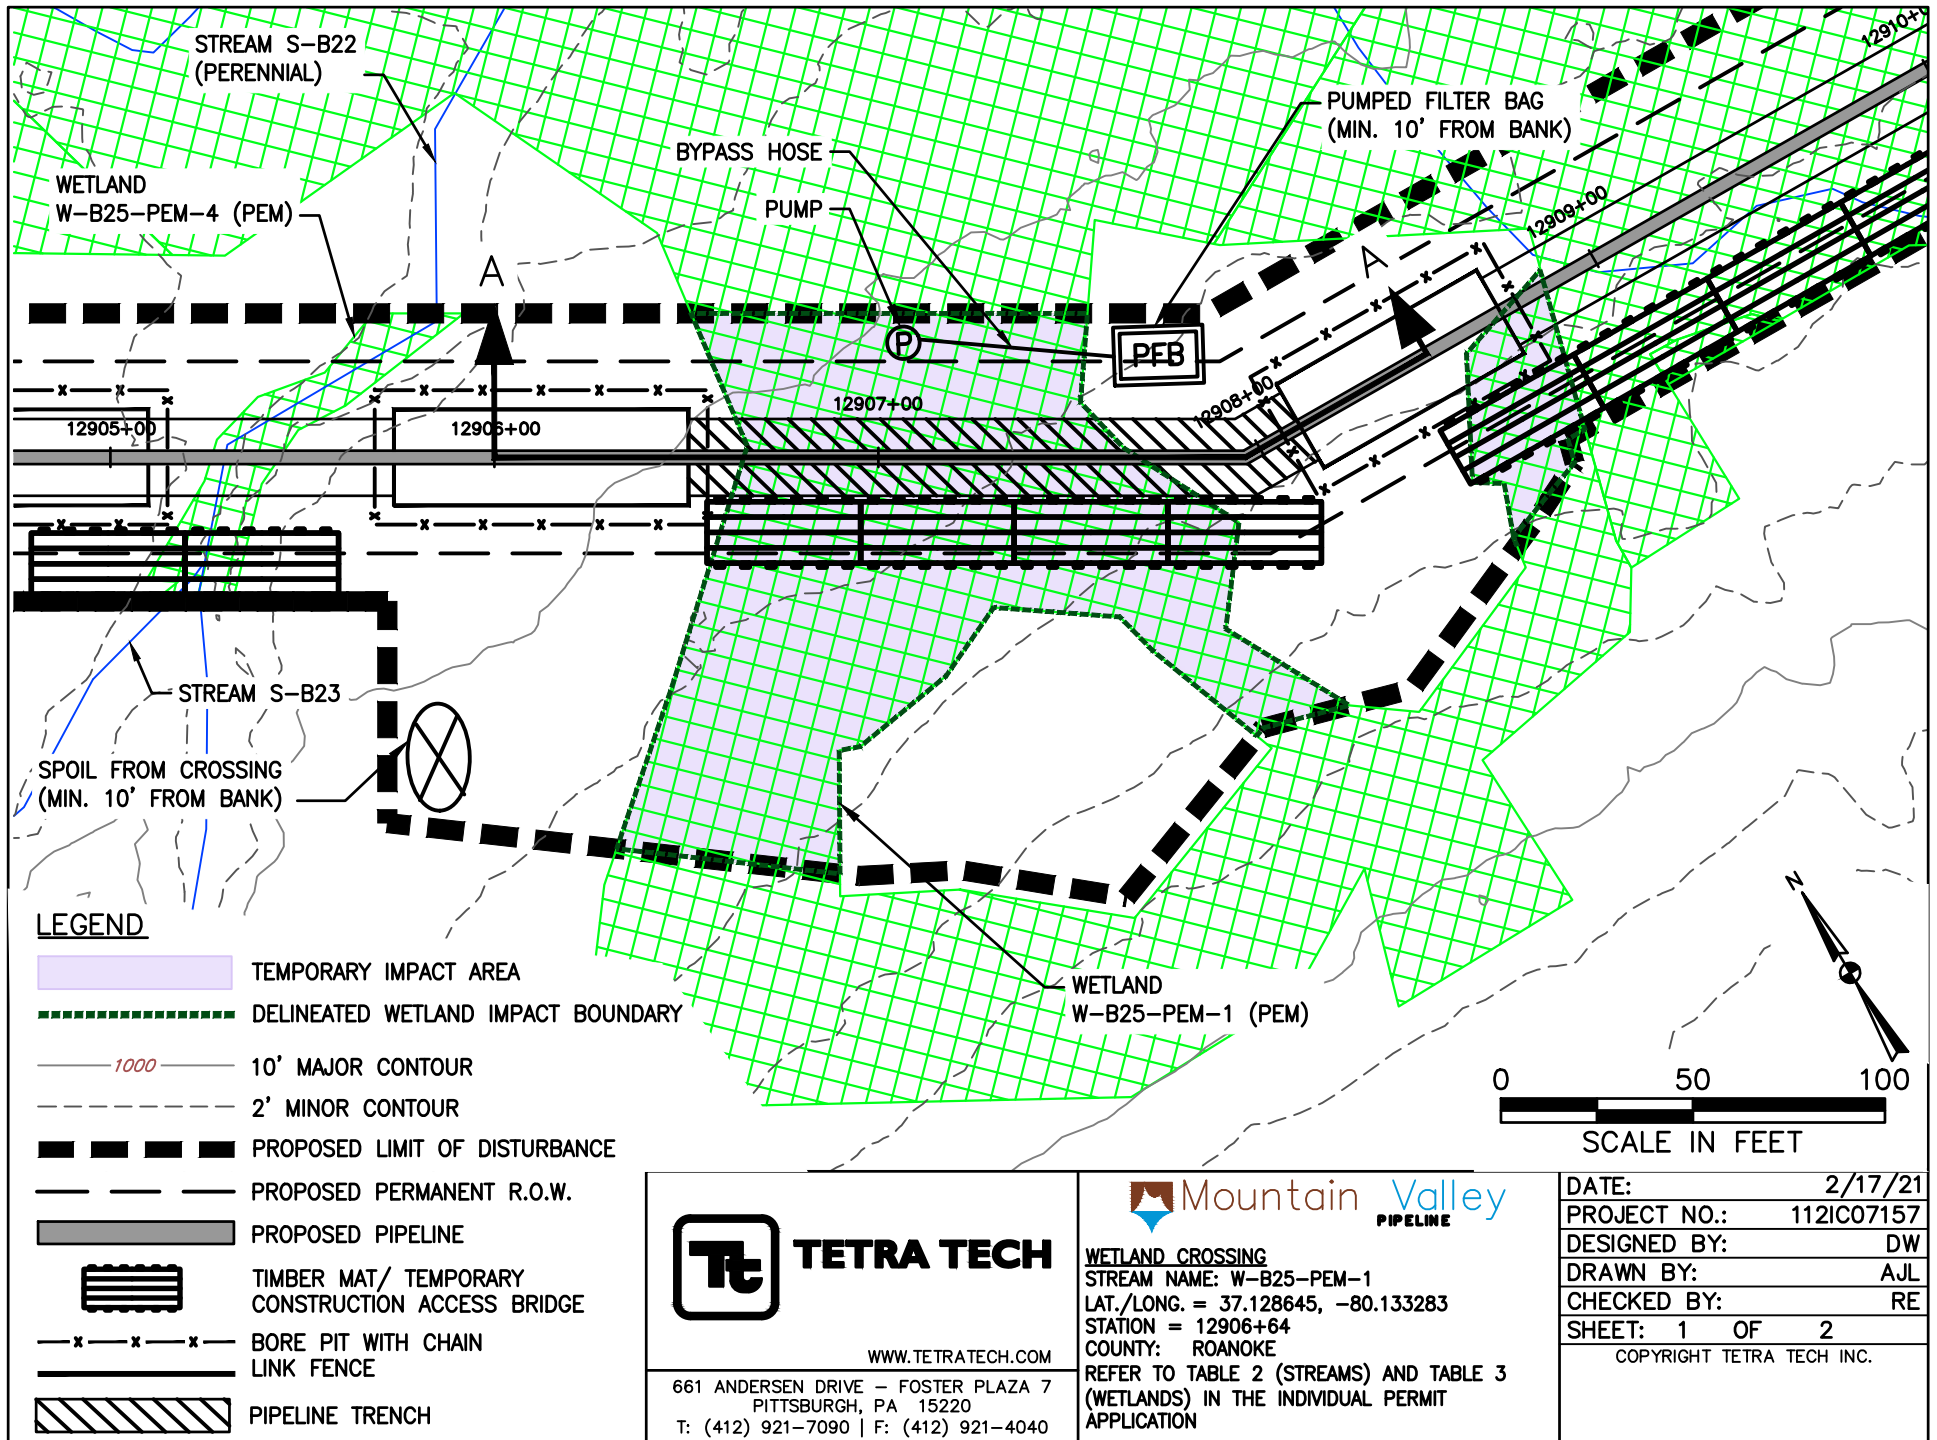 STREAM S-B22
(PERENNIAL)
12910+
PUMPED FILTER BAG
(MIN. 10' FROM BANK)
BYPASS HOSE
WETLAND
W-B25-PEM-4 (PEM)
PUMP
12909+00
A
A
P
PFB
12908+00
12905+00
12906+00
12907+00
STREAM S-B23
SPOIL FROM CROSSING
(MIN. 10' FROM BANK)
N
WETLAND
W-B25-PEM-1 (PEM)
0 50 100
SCALE IN FEET
LEGEND
TEMPORARY IMPACT AREA
DELINEATED WETLAND IMPACT BOUNDARY
1000 10' MAJOR CONTOUR
2' MINOR CONTOUR
PROPOSED LIMIT OF DISTURBANCE
PROPOSED PERMANENT R.O.W.
PROPOSED PIPELINE
TIMBER MAT/ TEMPORARY
CONSTRUCTION ACCESS BRIDGE
BORE PIT WITH CHAIN
LINK FENCE
PIPELINE TRENCH
Tt TETRA TECH
WWW.TETRATECH.COM
661 ANDERSEN DRIVE – FOSTER PLAZA 7
PITTSBURGH, PA 15220
T: (412) 921-7090 | F: (412) 921-4040
Mountain Valley
PIPELINE
WETLAND CROSSING
STREAM NAME: W-B25-PEM-1
LAT./LONG. = 37.128645, -80.133283
STATION = 12906+64
COUNTY: ROANOKE
REFER TO TABLE 2 (STREAMS) AND TABLE 3
(WETLANDS) IN THE INDIVIDUAL PERMIT
APPLICATION
DATE: 2/17/21
PROJECT NO.: 112IC07157
DESIGNED BY: DW
DRAWN BY: AJL
CHECKED BY: RE
SHEET: 1 OF 2
COPYRIGHT TETRA TECH INC.